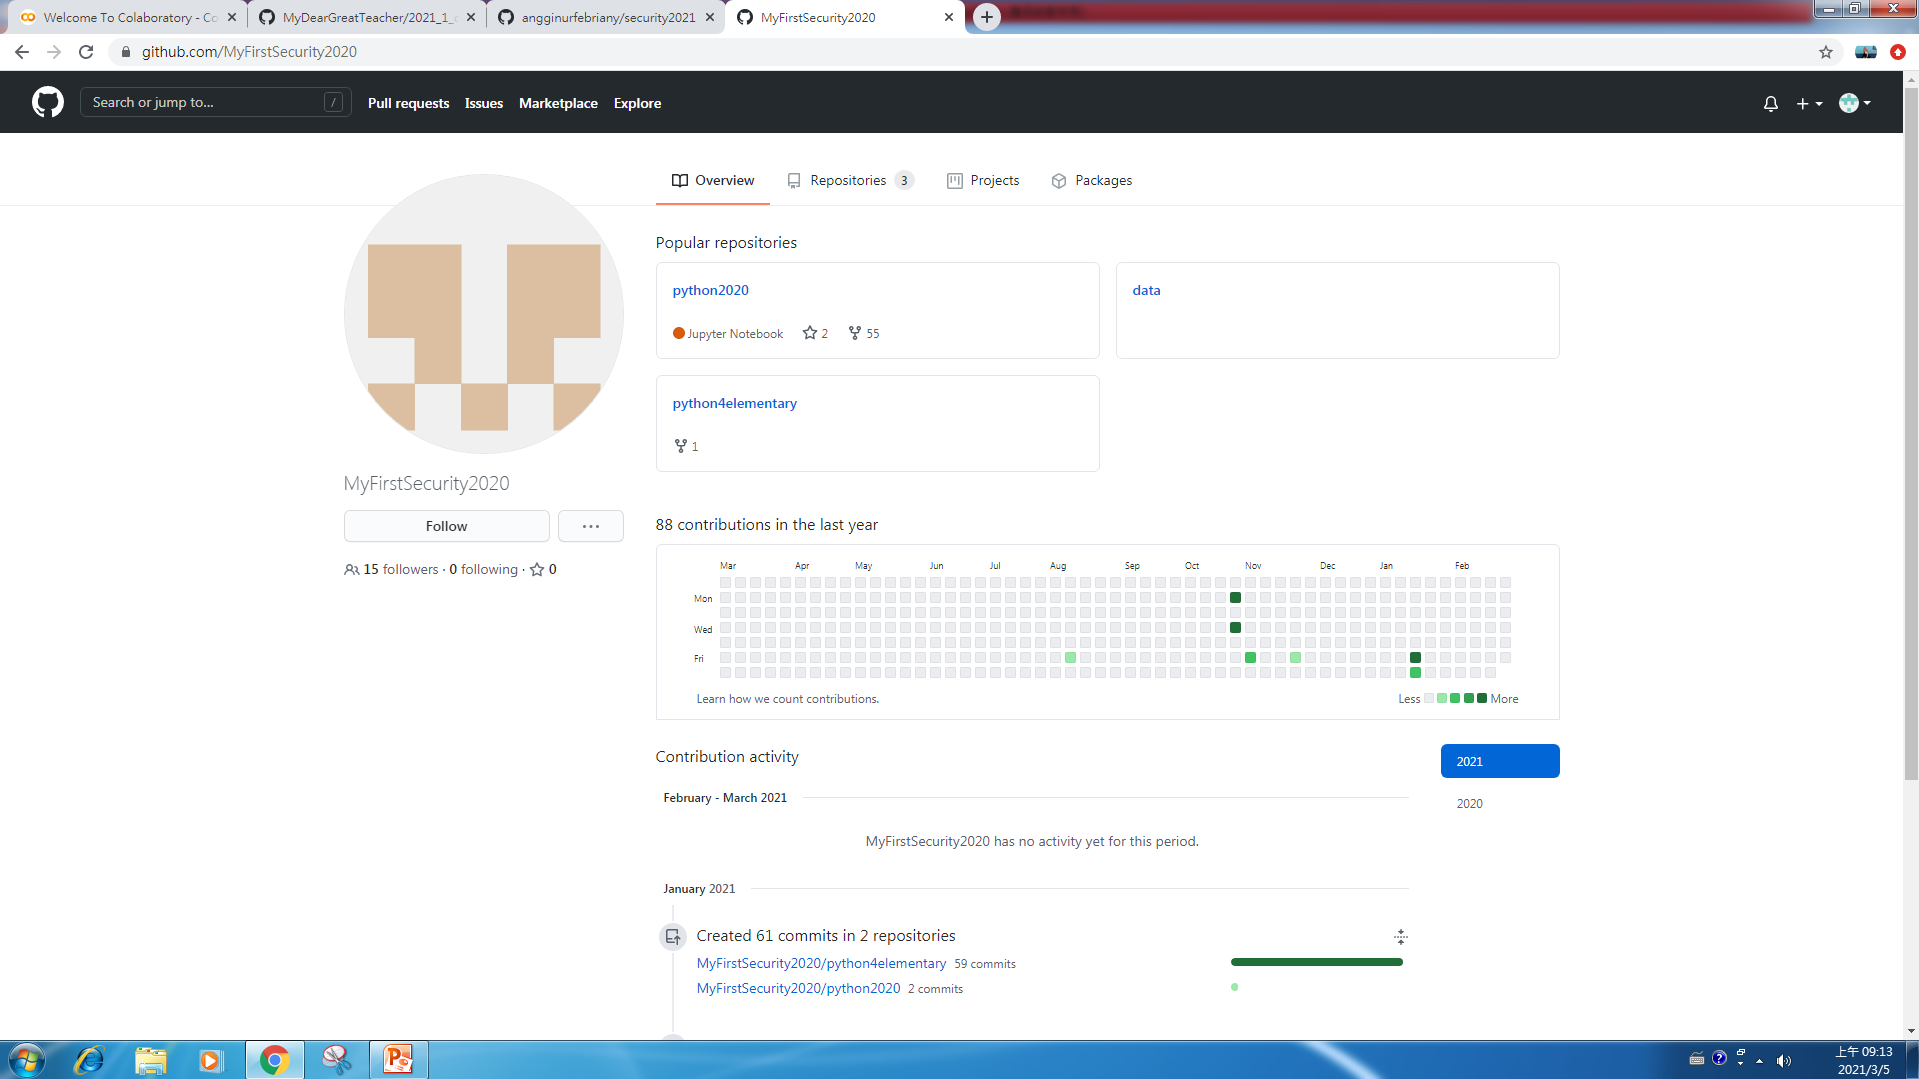 Welcome To Colaboratory - Co
MyDearGreatTeacher/2021_1_
angginurfebriany/security2021
MyFirstSecurity2020
github.com/MyFirstSecurity2020
Search or jump to...
/
Pull requests
Issues
Marketplace
Explore
Overview
Repositories 3
Projects
Packages
Popular repositories
python2020
Jupyter Notebook 2 55
data
python4elementary
1
MyFirstSecurity2020
Follow
...
15 followers · 0 following · 0
88 contributions in the last year
Mar Apr May Jun Jul Aug Sep Oct Nov Dec Jan Feb
Mon
Wed
Fri
Learn how we count contributions.
Less More
Contribution activity
2021
2020
February - March 2021
MyFirstSecurity2020 has no activity yet for this period.
January 2021
Created 61 commits in 2 repositories
MyFirstSecurity2020/python4elementary 59 commits
MyFirstSecurity2020/python2020 2 commits
上午 09:13
2021/3/5